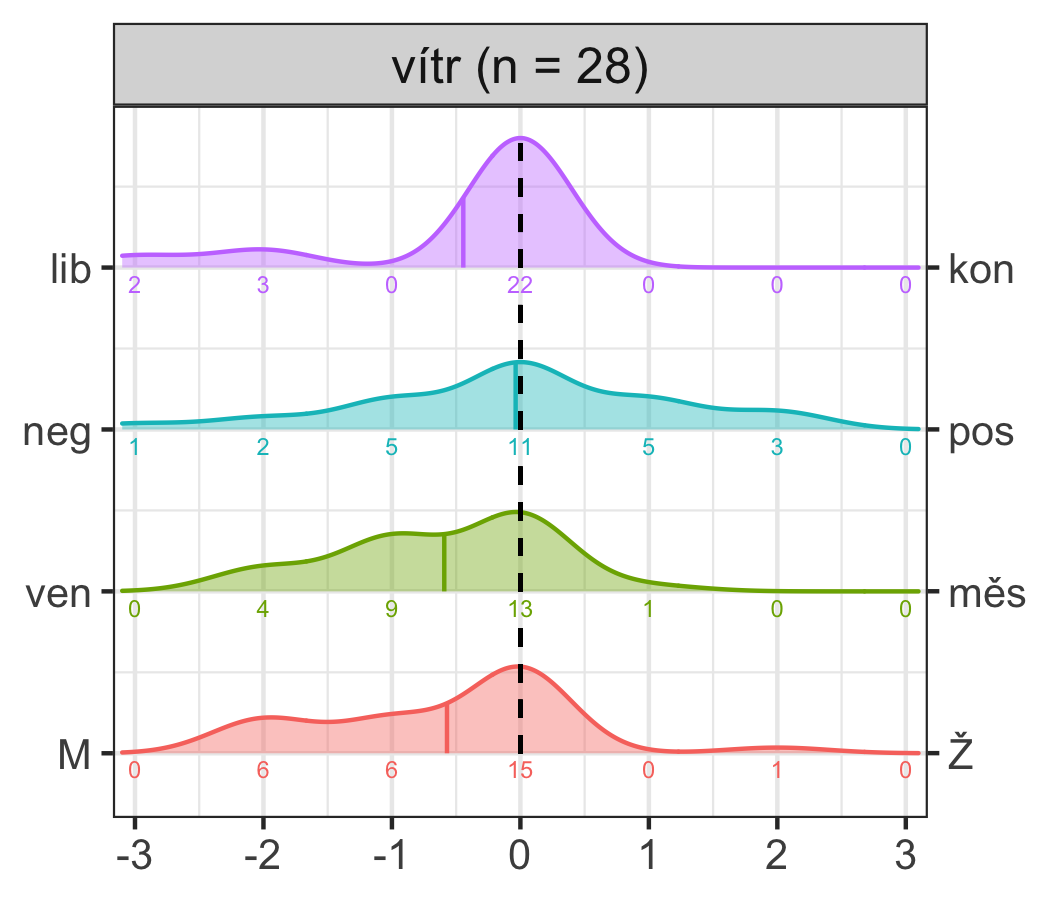 vítr (n = 28)
lib kon
2 3 0 22 0 0 0
neg pos
1 2 5 11 5 3 0
ven měs
0 4 9 13 1 0 0
M Ž
0 6 6 15 0 1 0
-3 -2 -1 0 1 2 3